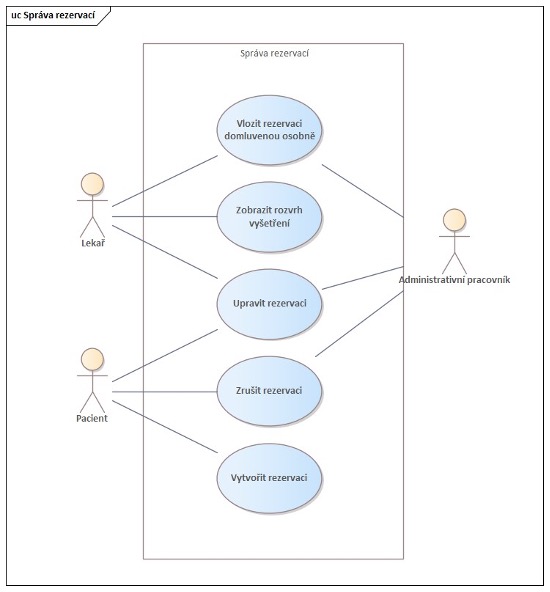 uc Správa rezervací
Správa rezervací
Vlozit rezervaci
domluvenou osobně
Zobrazit rozvrh
vyšetření
Lekař
Administrativní pracovník
Upravit rezervaci
Zrušit rezervaci
Pacient
Vytvořit rezervaci